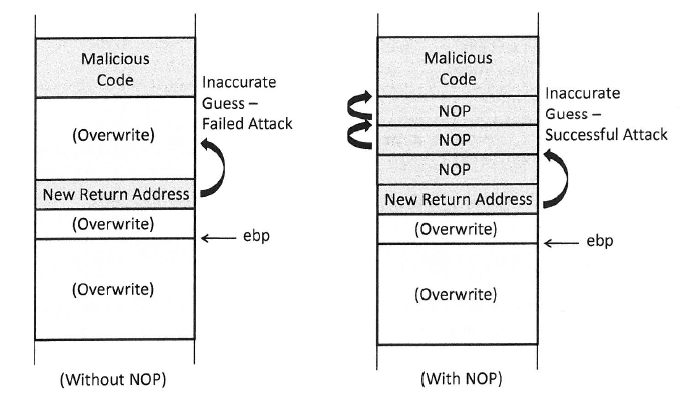 Malicious
Code
Inaccurate
Guess –
Failed Attack
(Overwrite)
New Return Address
(Overwrite)
ebp
(Overwrite)
(Without NOP)
Malicious
Code
NOP
NOP
NOP
Inaccurate
Guess –
Successful Attack
New Return Address
(Overwrite)
ebp
(Overwrite)
(With NOP)